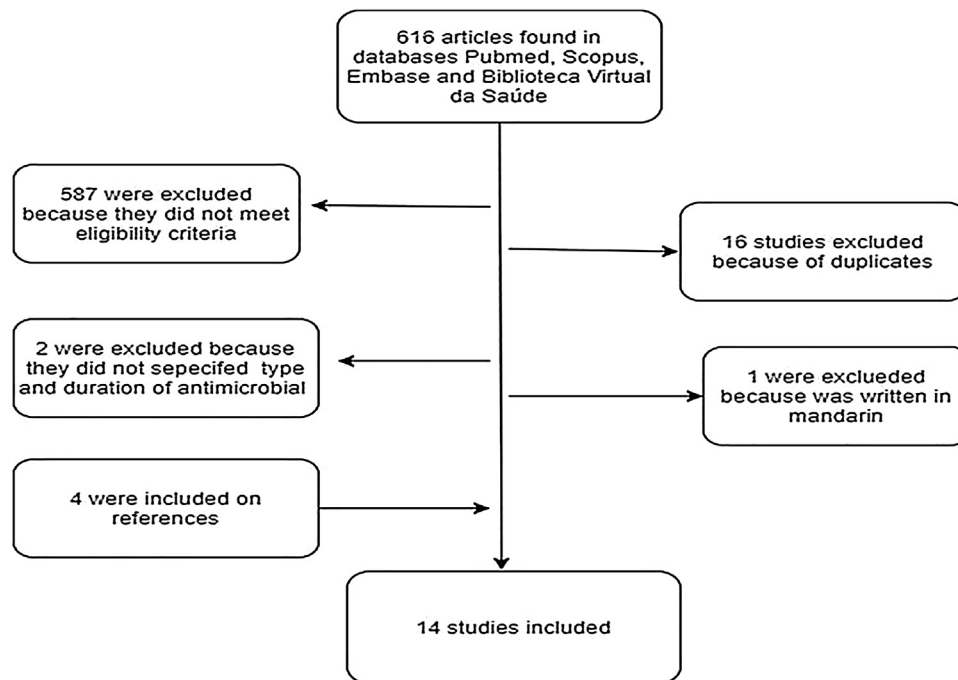 616 articles found in
databases Pubmed, Scopus,
Embase and Biblioteca Virtual
da Saúde
587 were excluded
because they did not meet
eligibility criteria
16 studies excluded
because of duplicates
2 were excluded because
they did not sepecifed type
and duration of antimicrobial
1 were exclueded
because was written in
mandarin
4 were included on
references
14 studies included